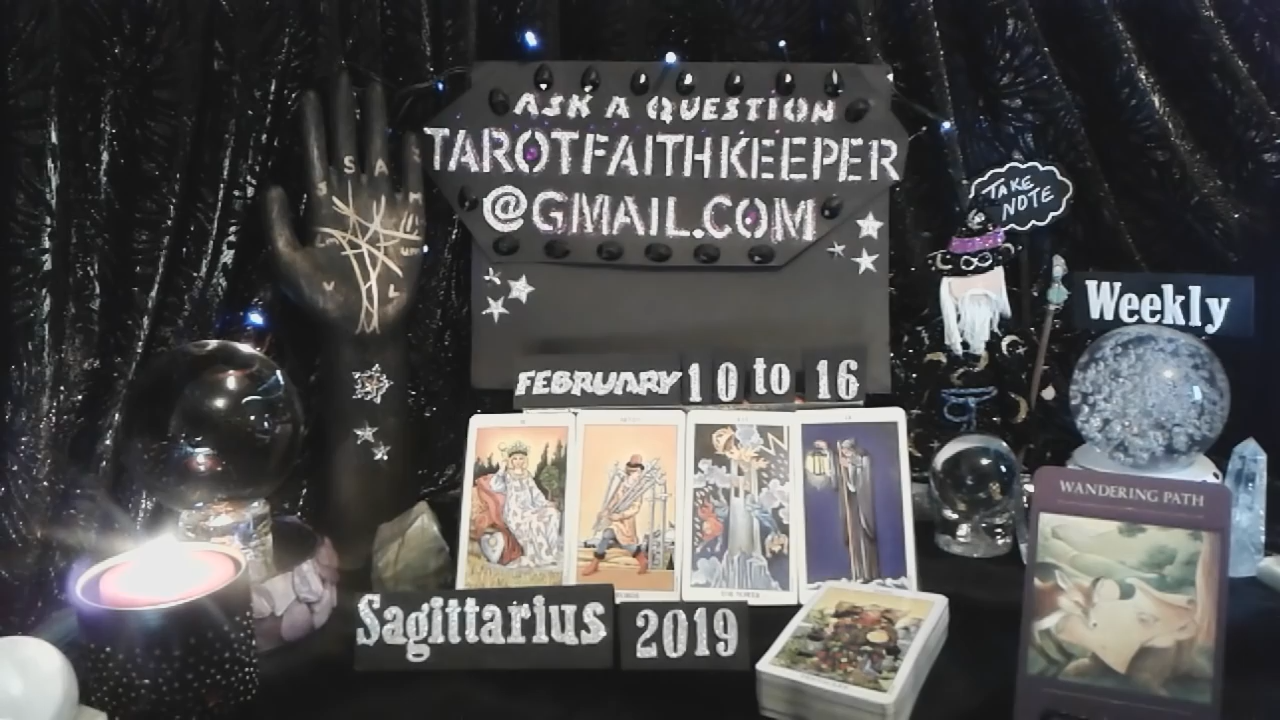 ASK A QUESTION
TAROTFAITHKEEPER
@GMAIL.COM
TAKE
NOTE
Weekly
FEBRUARY 10 to 16
WANDERING PATH
Sagittarius 2019
S A